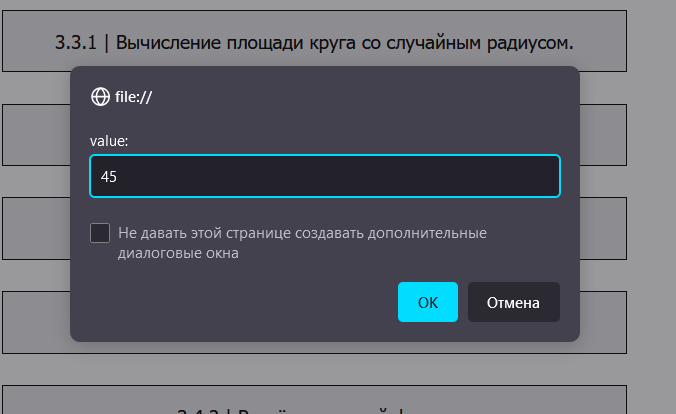 3.3.1 | Вычисление площади круга со случайным радиусом.
file://
value:
45
Не давать этой странице создавать дополнительные
диалоговые окна
OK
Отмена